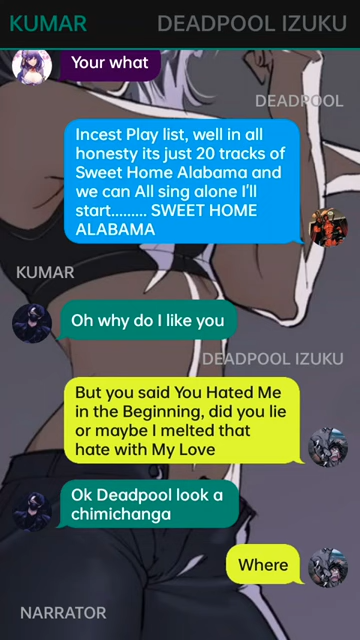 KUMAR DEADPOOL IZUKU
Your what
DEADPOOL
Incest Play list, well in all
honesty its just 20 tracks of
Sweet Home Alabama and
we can All sing alone I'll
start......... SWEET HOME
ALABAMA
KUMAR
Oh why do I like you
DEADPOOL IZUKU
But you said You Hated Me
in the Beginning, did you lie
or maybe I melted that
hate with My Love
Ok Deadpool look a
chimichanga
Where
NARRATOR